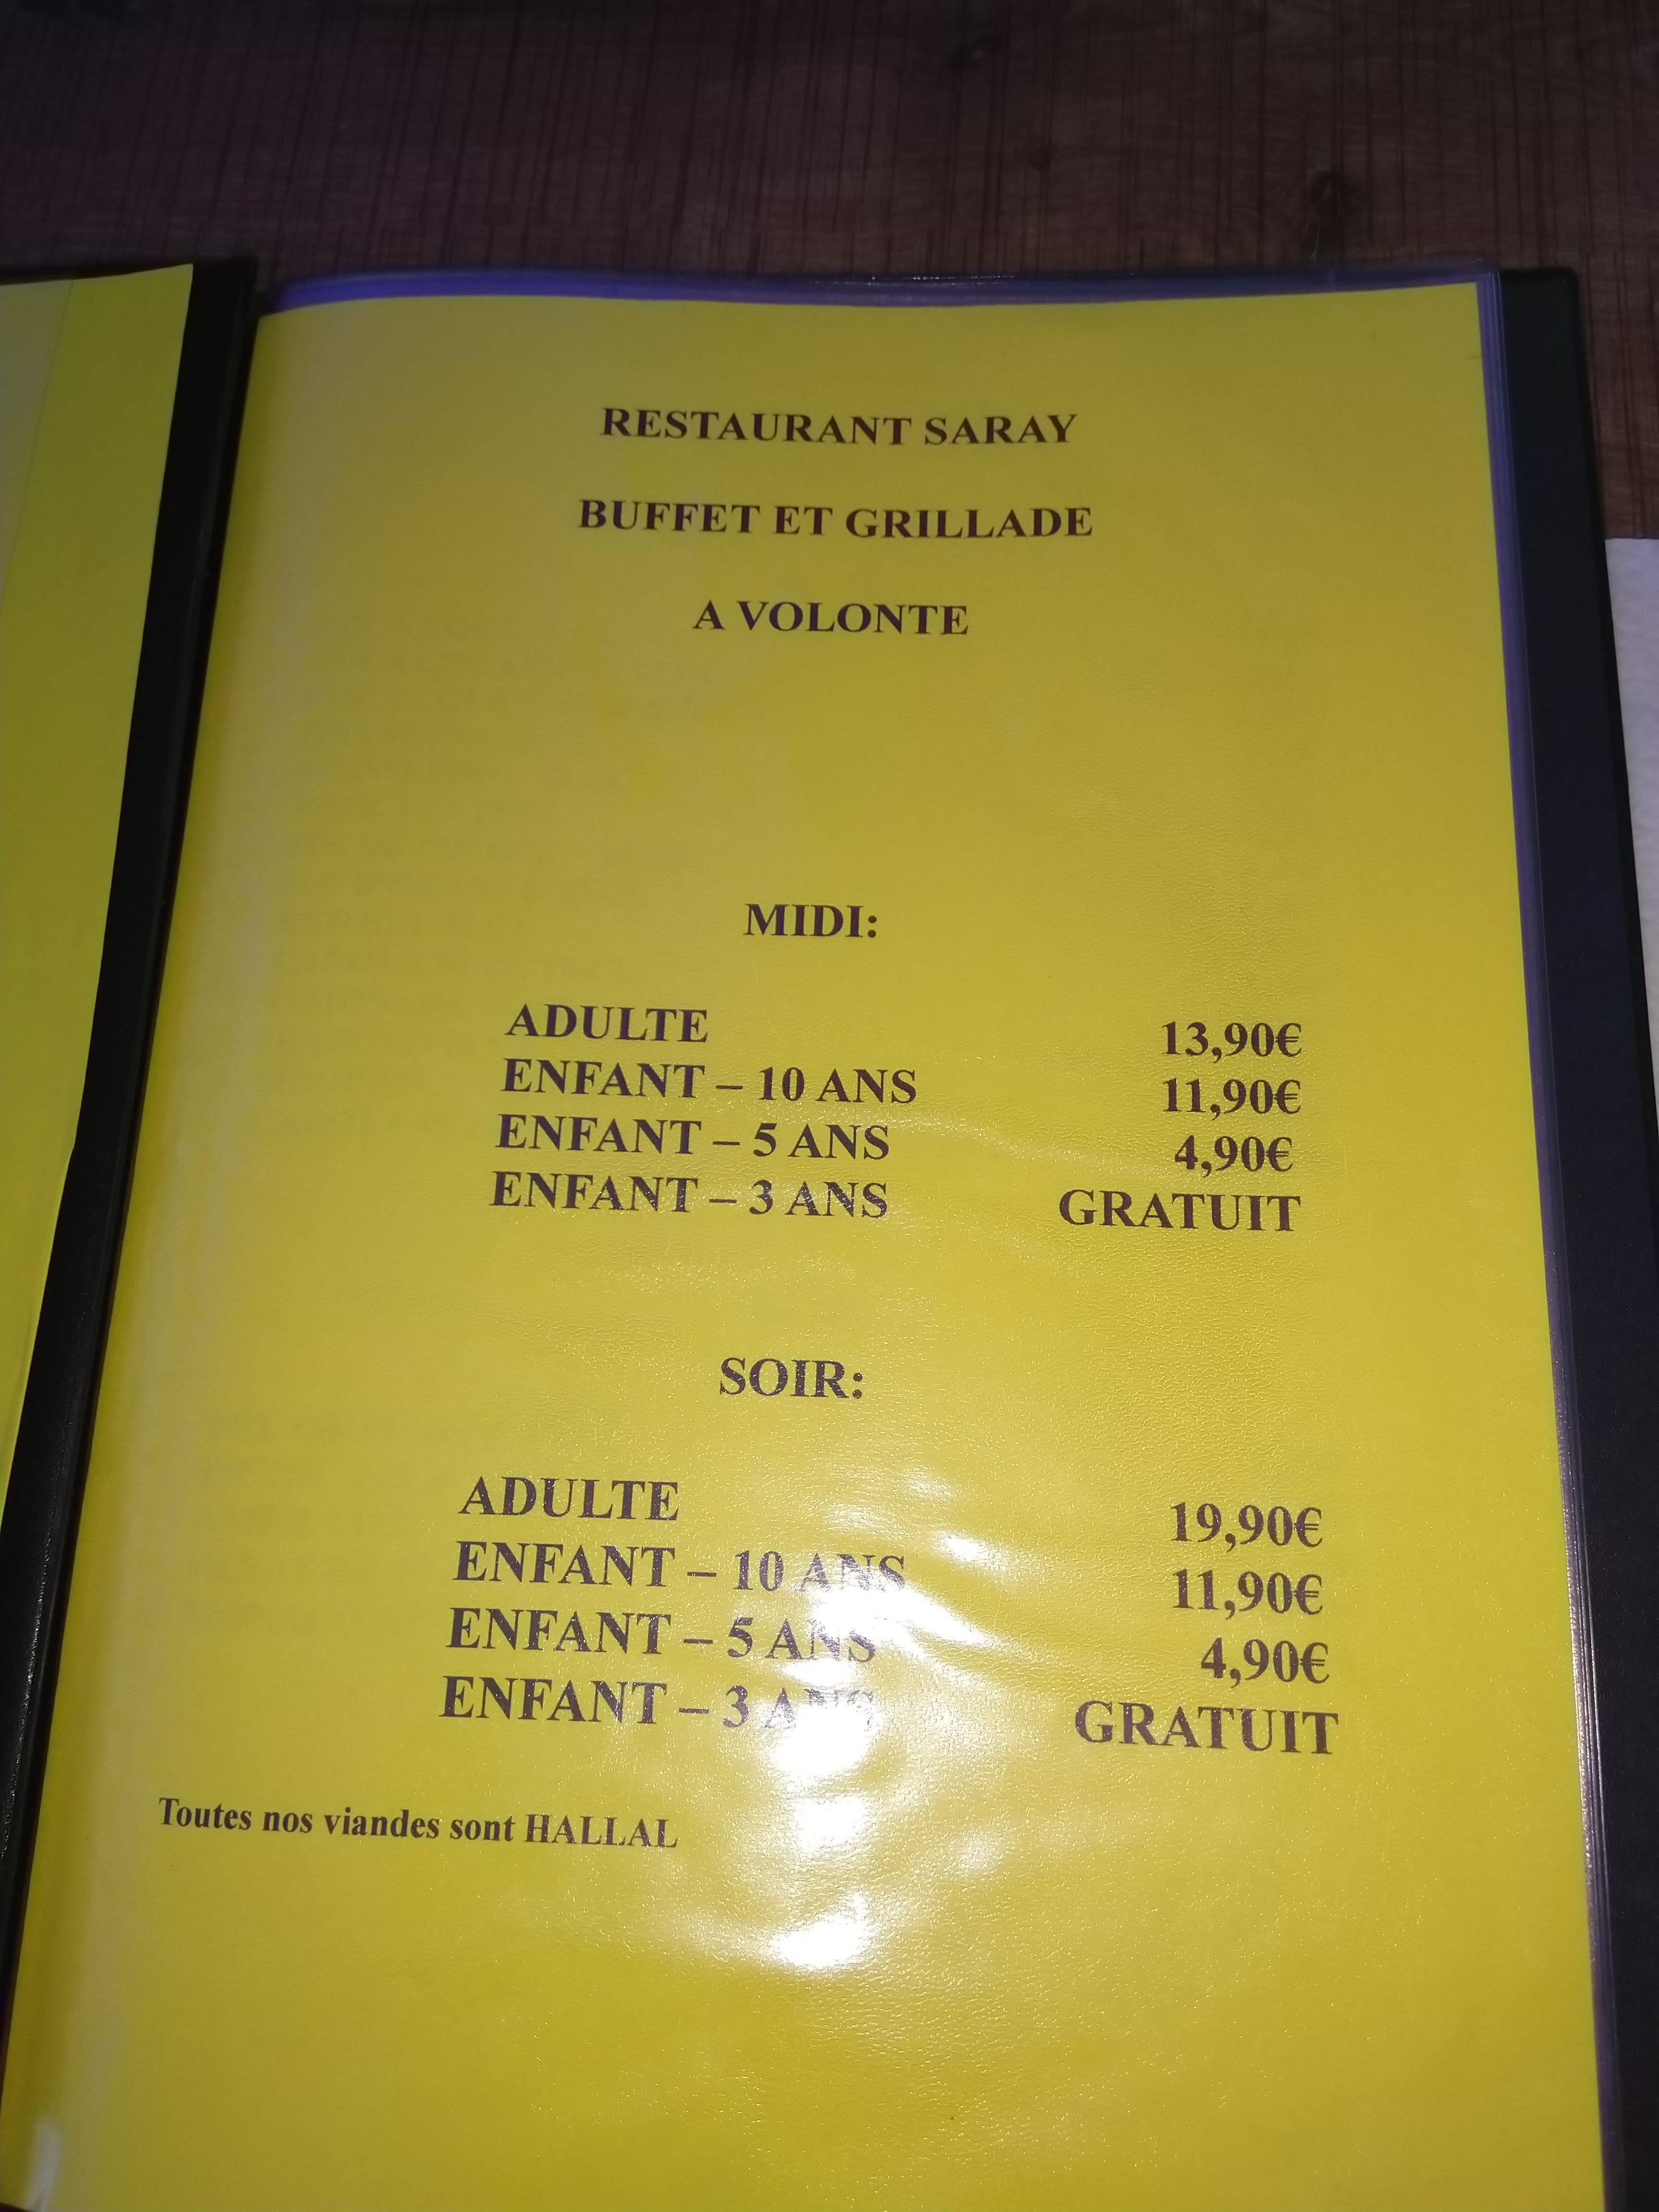 RESTAURANT SARAY
BUFFET ET GRILLADE
A VOLONTE
MIDI:
ADULTE 13,90€
ENFANT – 10 ANS 11,90€
ENFANT – 5 ANS 4,90€
ENFANT – 3 ANS GRATUIT
SOIR:
ADULTE 19,90€
ENFANT – 10 ANS 11,90€
ENFANT – 5 ANS 4,90€
ENFANT – 3 ANS GRATUIT
Toutes nos viandes sont HALLAL